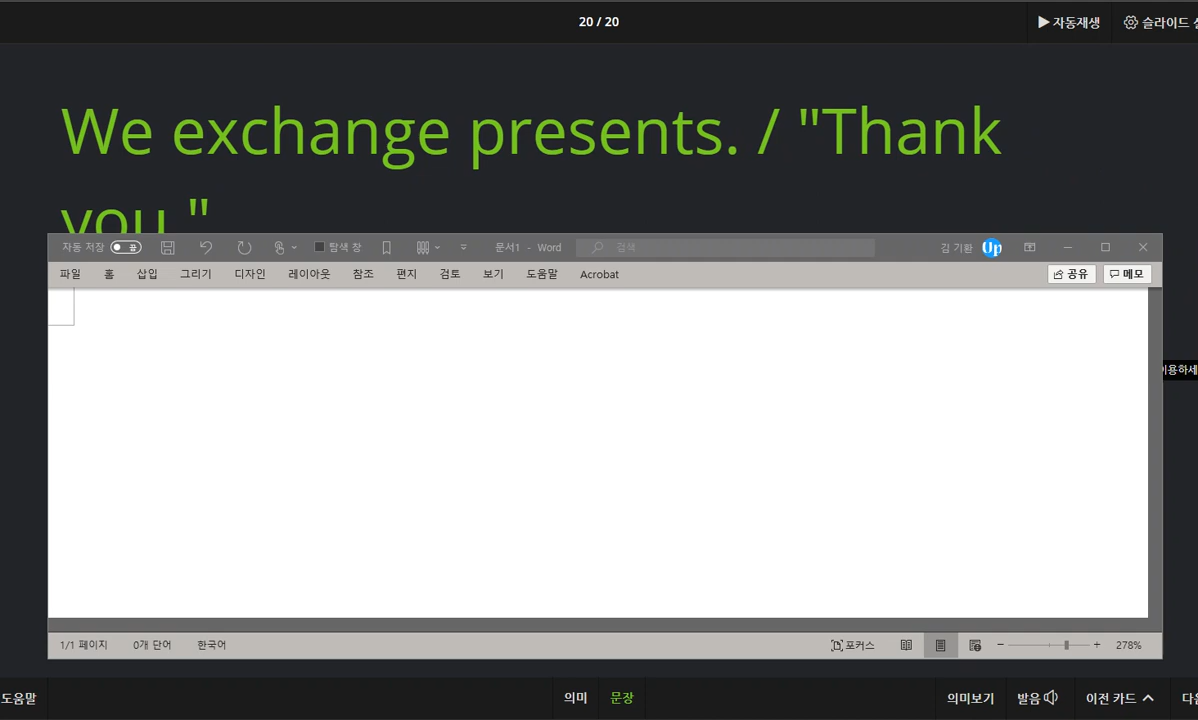 20 / 20
자동재생
슬라이드
We exchange presents. / "Thank
you."
자동 저장
탐색 창
문서1 - Word
검색
김 기환
Up
파일 홈 삽입 그리기 디자인 레이아웃 참조 편지 검토 보기 도움말 Acrobat
공유
메모
이용하세
1/1 페이지 0개 단어 한국어
포커스
278%
도움말
의미 문장
의미보기 발음 이전 카드